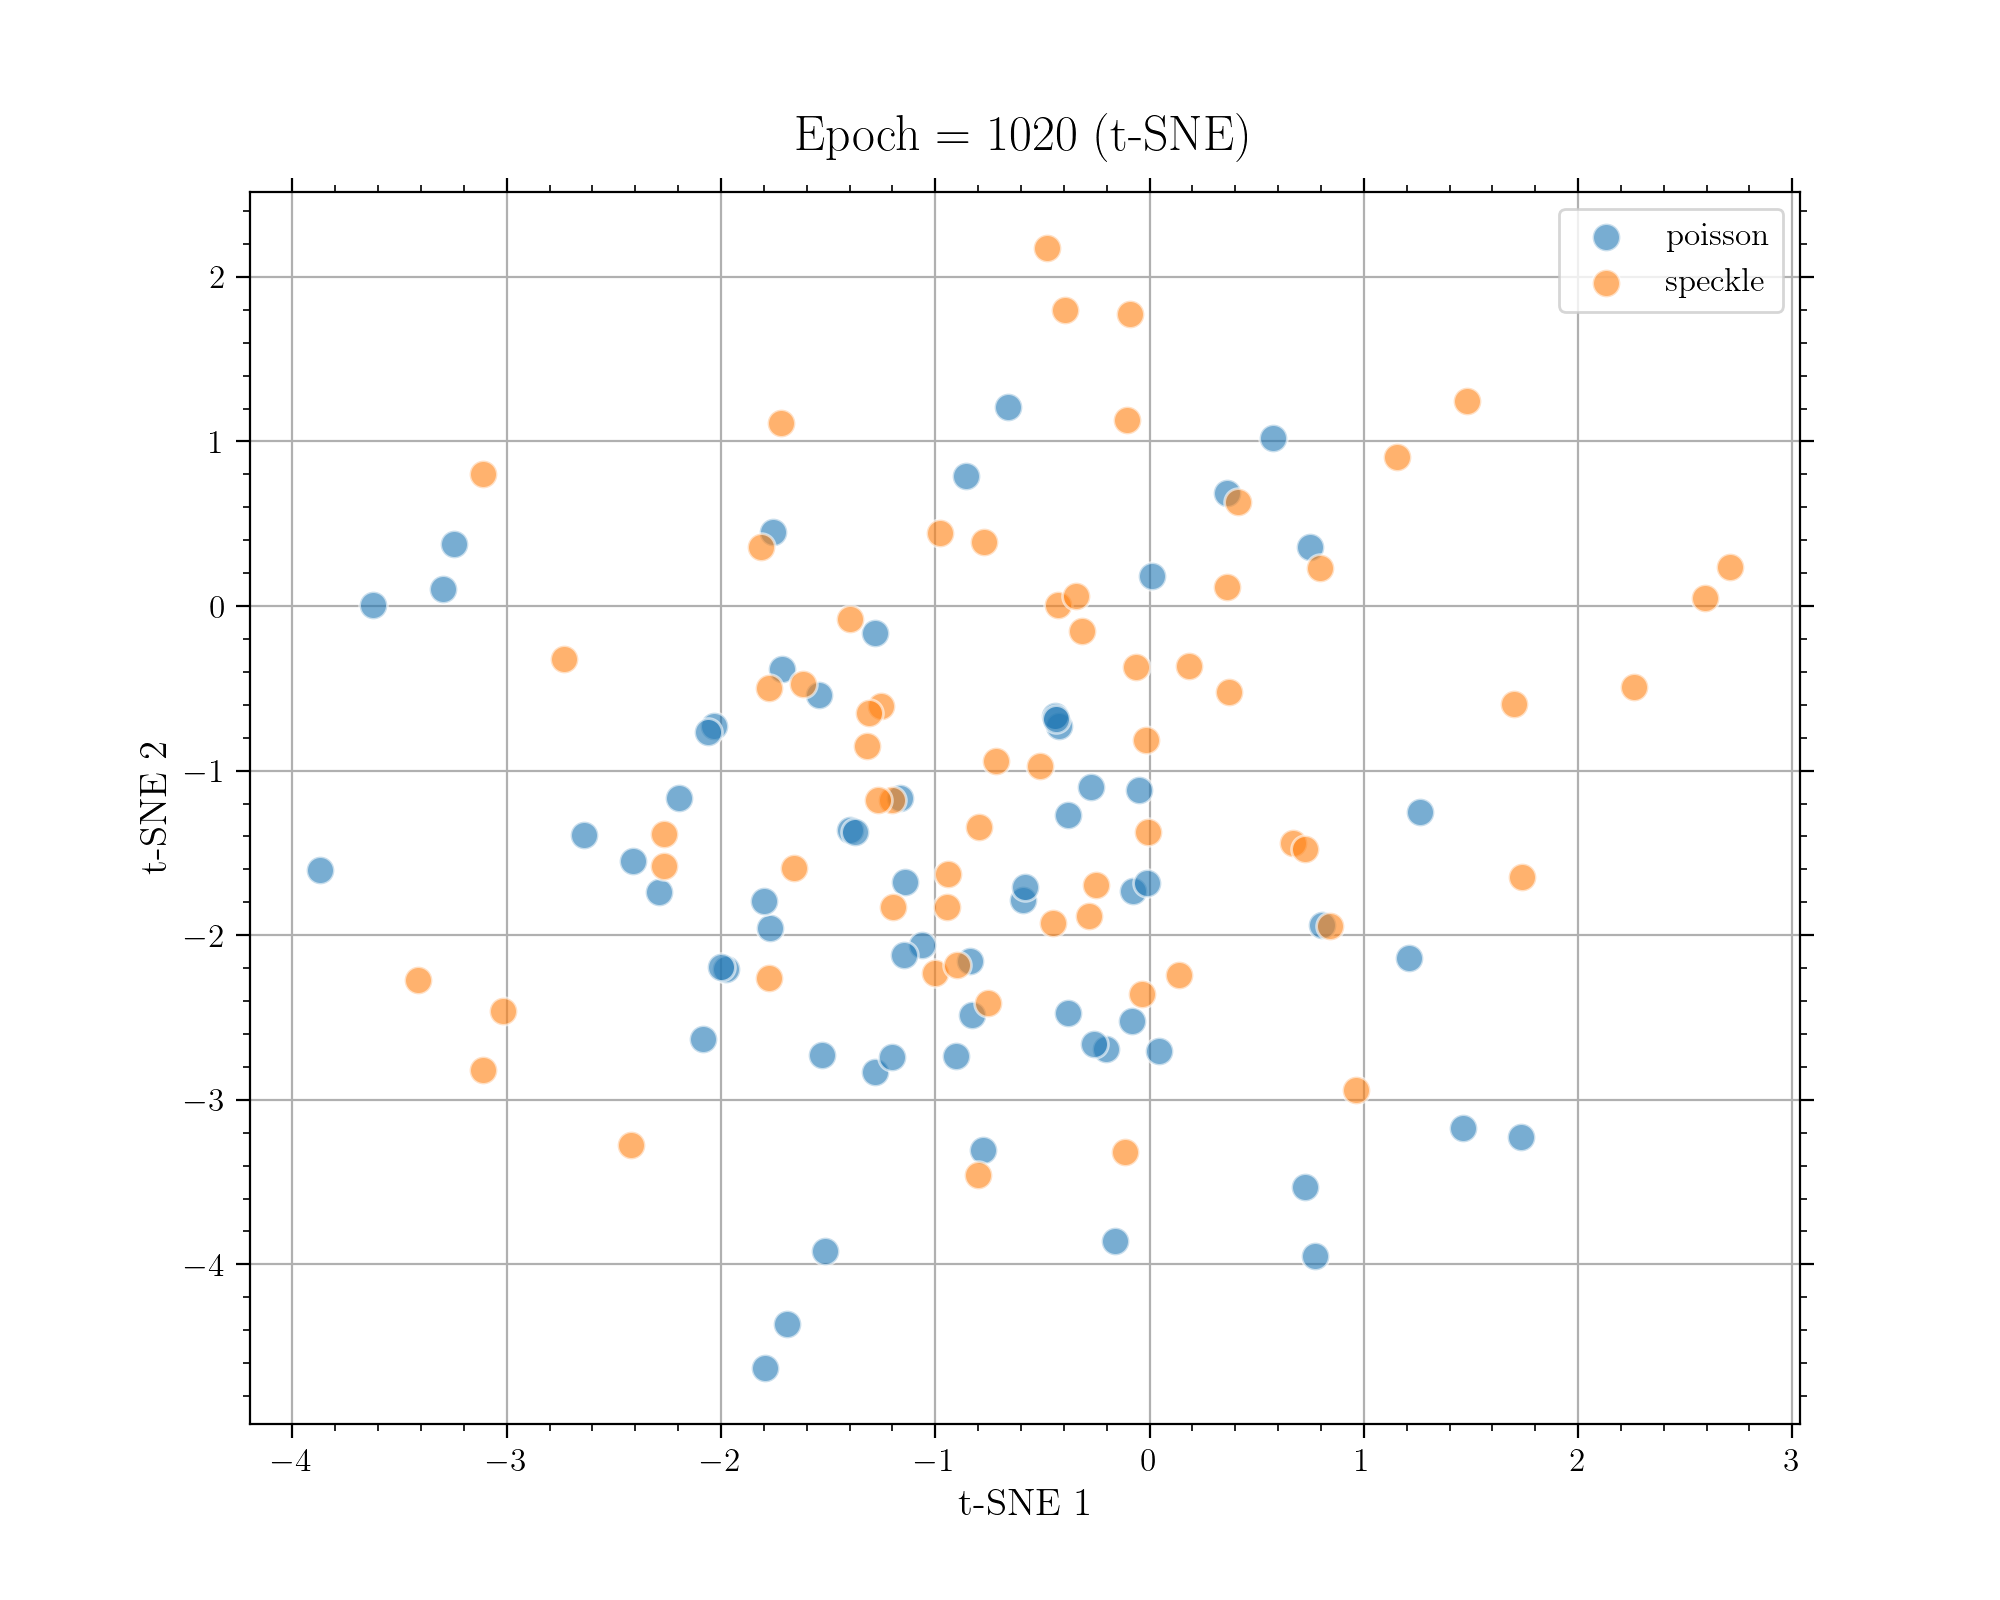 Epoch = 1020 (t-SNE)
poisson
speckle
2
1
0
−1
−2
−3
−4
t-SNE 2
−4 −3 −2 −1 0 1 2 3
t-SNE 1